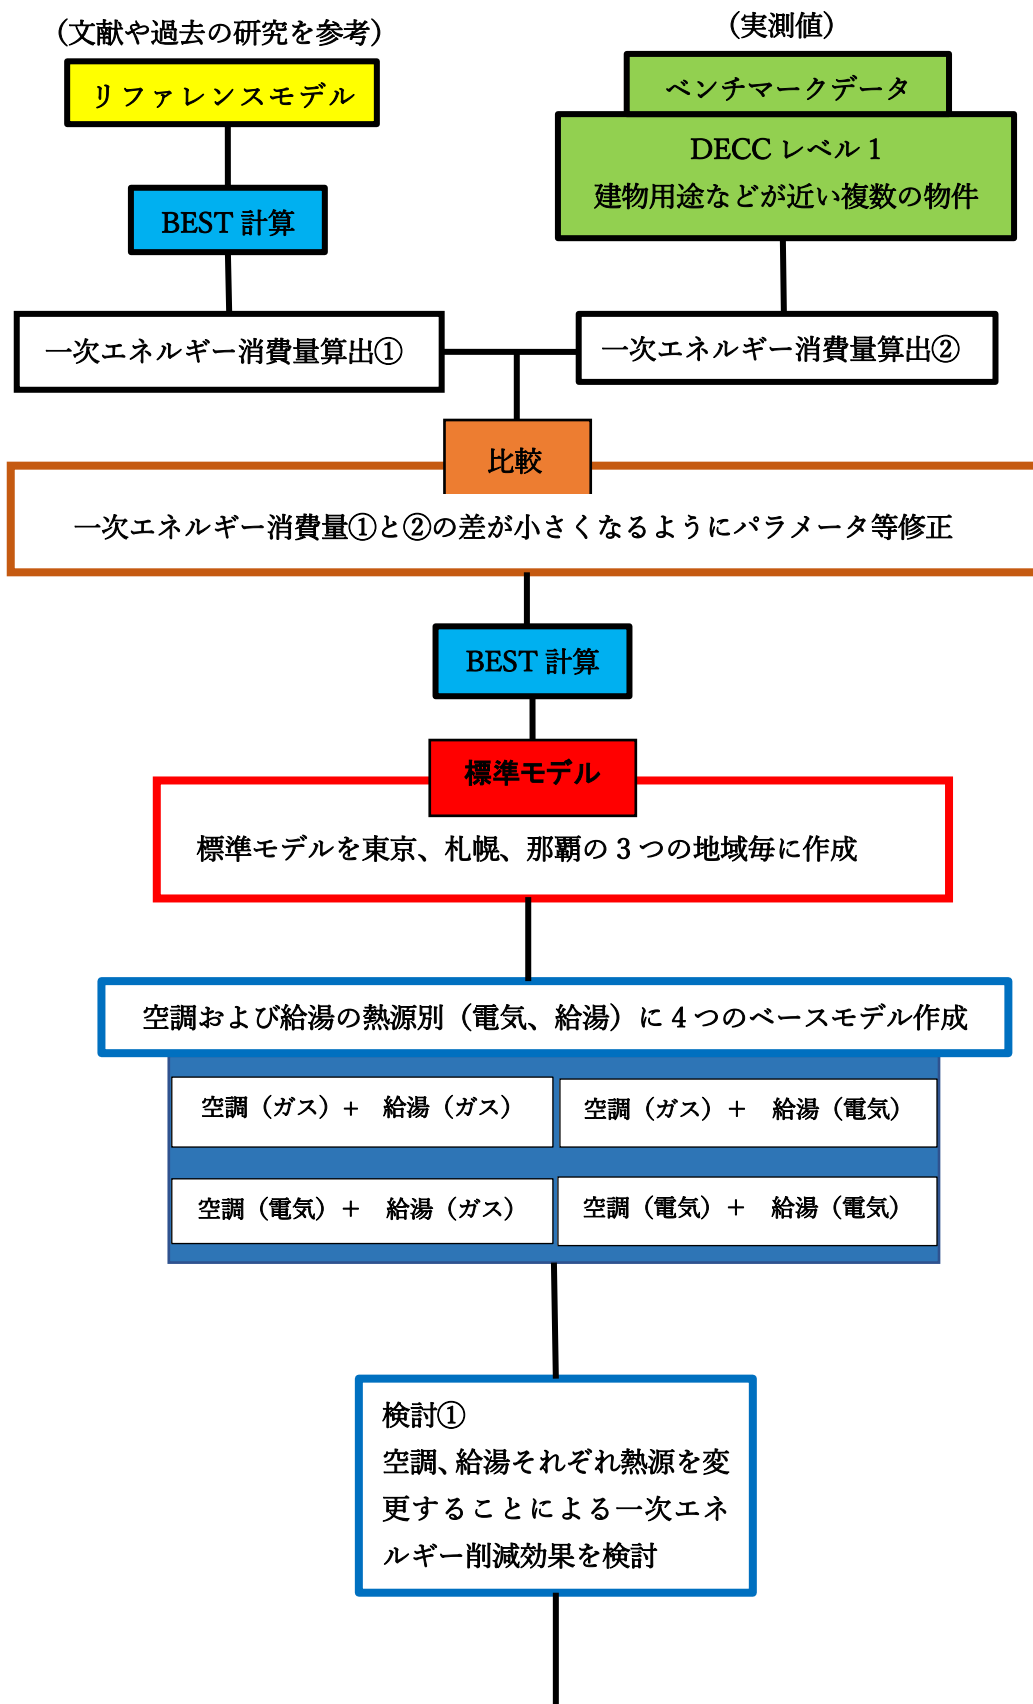 （文献や過去の研究を参考）
（実測値）
リファレンスモデル
ベンチマークデータ
DECC レベル 1
建物用途などが近い複数の物件
BEST 計算
一次エネルギー消費量算出①
一次エネルギー消費量算出②
比較
一次エネルギー消費量①と②の差が小さくなるようにパラメータ等修正
BEST 計算
標準モデル
標準モデルを東京、札幌、那覇の 3 つの地域毎に作成
空調および給湯の熱源別（電気、給湯）に 4 つのベースモデル作成
空調（ガス）+　給湯（ガス）
空調（ガス）+　給湯（電気）
空調（電気）+　給湯（ガス）
空調（電気）+　給湯（電気）
検討①
空調、給湯それぞれ熱源を変
更することによる一次エネ
ルギー削減効果を検討